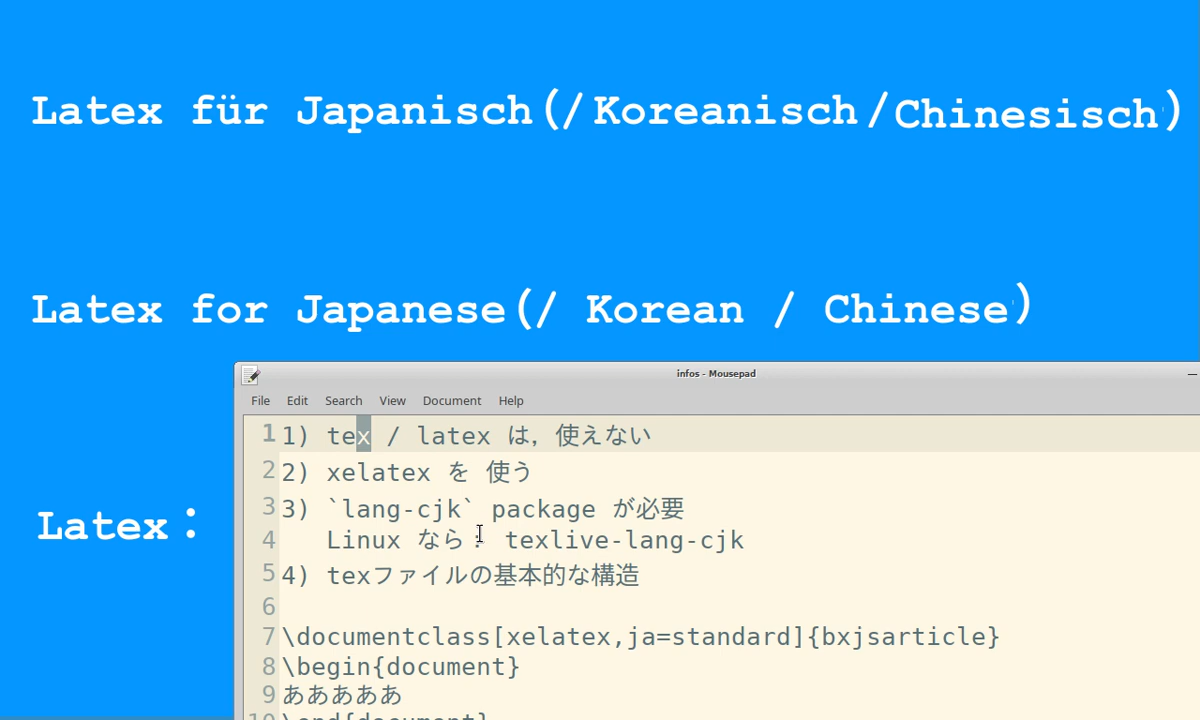 Latex für Japanisch(/Koreanisch/Chinesisch)
Latex for Japanese(/ Korean / Chinese)
infos - Mousepad
File Edit Search View Document Help
1 1) tex / latex は，使えない
2 2) xelatex を 使う
3 3) `lang-cjk` package が必要
Latex：
4 Linux なら： texlive-lang-cjk
5 4) texファイルの基本的な構造
6
7 \documentclass[xelatex,ja=standard]{bxjsarticle}
8 \begin{document}
9 あああああ
10 \end{document}